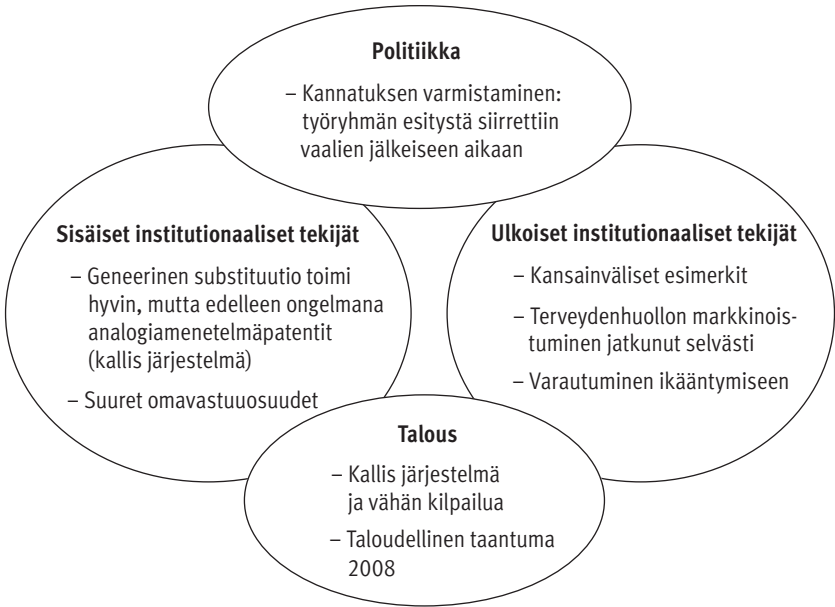 Politiikka
– Kannatuksen varmistaminen:
työryhmän esitystä siirrettiin
vaalien jälkeiseen aikaan
Sisäiset institutionaaliset tekijät
– Geneerinen substituutio toimi
hyvin, mutta edelleen ongelmana
analogiamenetelmäpatentit
(kallis järjestelmä)
– Suuret omavastuuosuudet
Ulkoiset institutionaaliset tekijät
– Kansainväliset esimerkit
– Terveydenhuollon markkinois-
tuminen jatkunut selvästi
– Varautuminen ikääntymiseen
Talous
– Kallis järjestelmä
ja vähän kilpailua
– Taloudellinen taantuma
2008